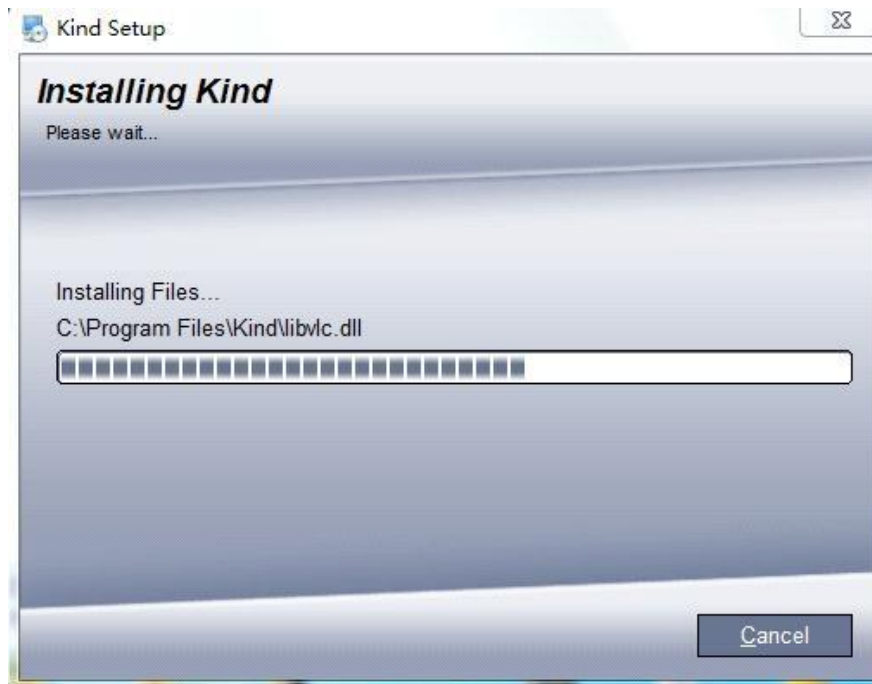 Kind Setup
Installing Kind
Please wait...
Installing Files...
C:\Program Files\Kind\libvlc.dll
Cancel